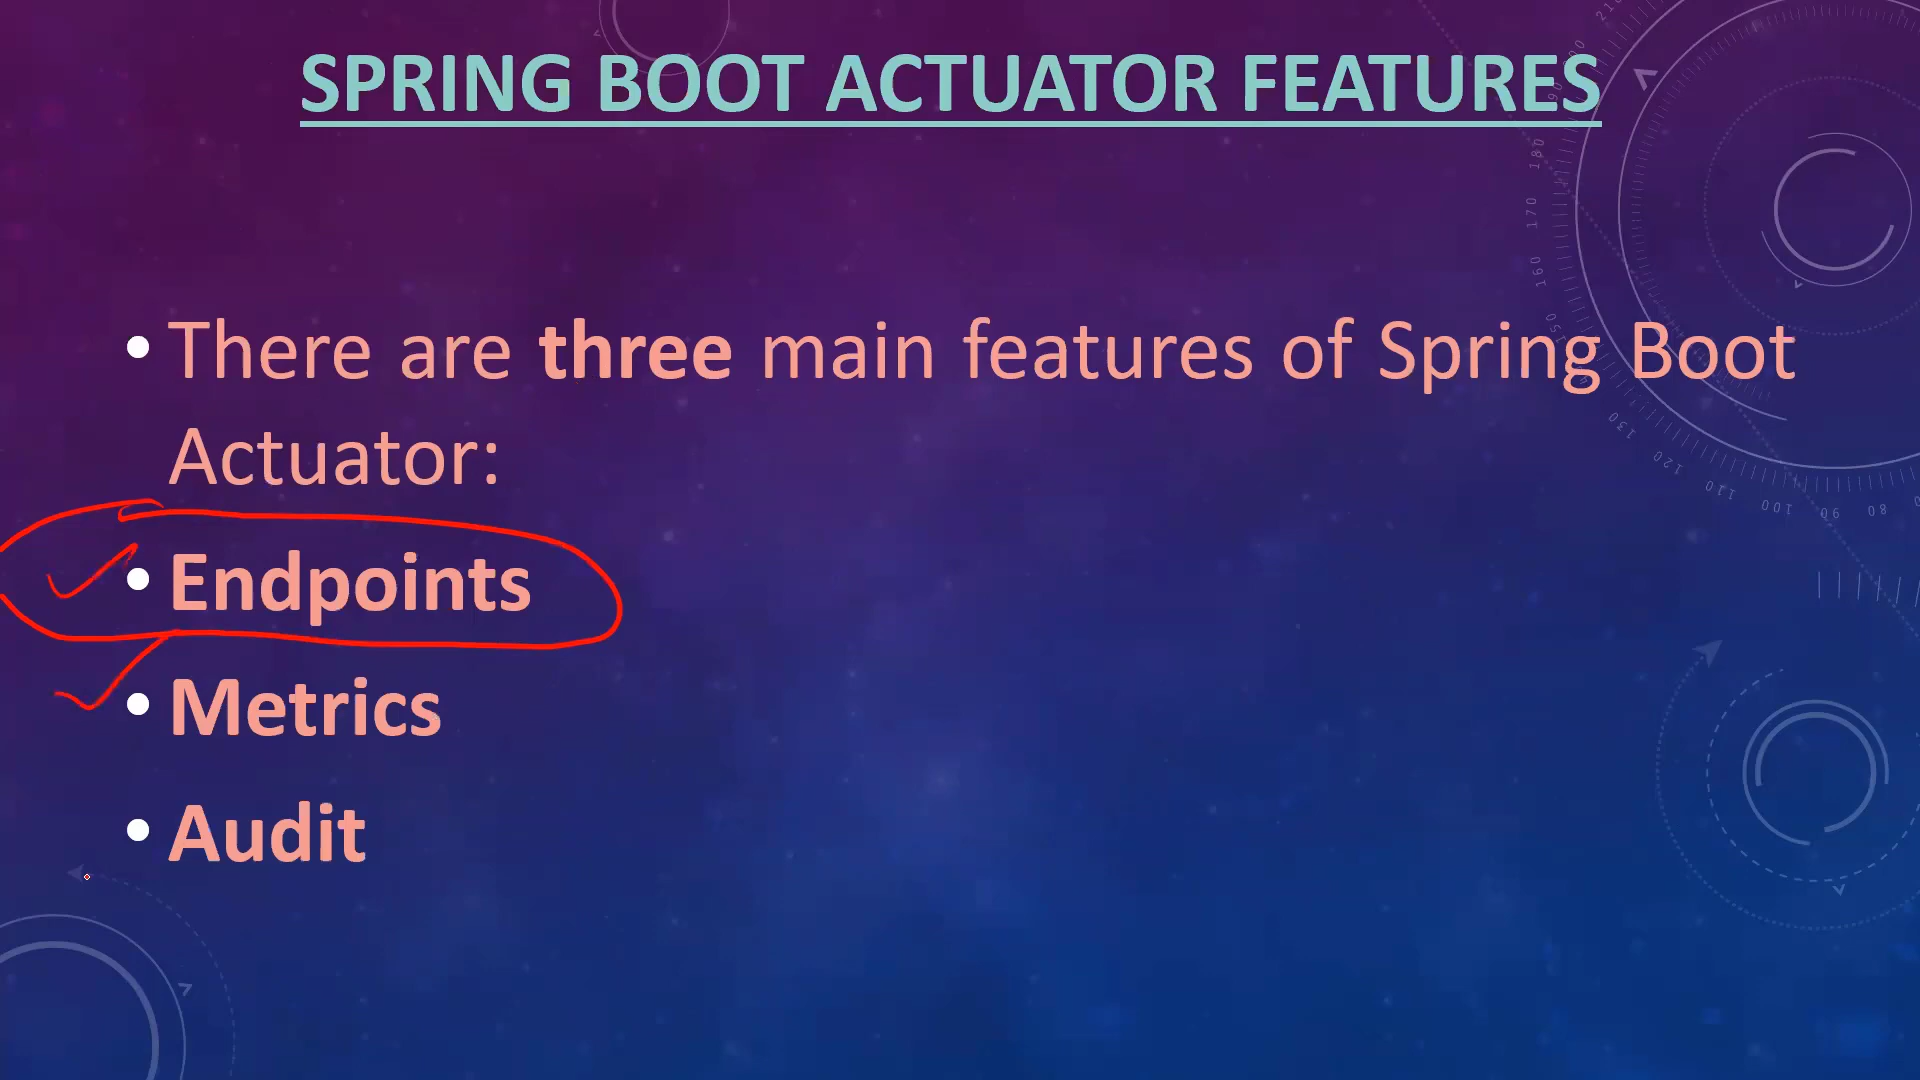 SPRING BOOT ACTUATOR FEATURES
• There are three main features of Spring Boot
Actuator:
• Endpoints
• Metrics
• Audit